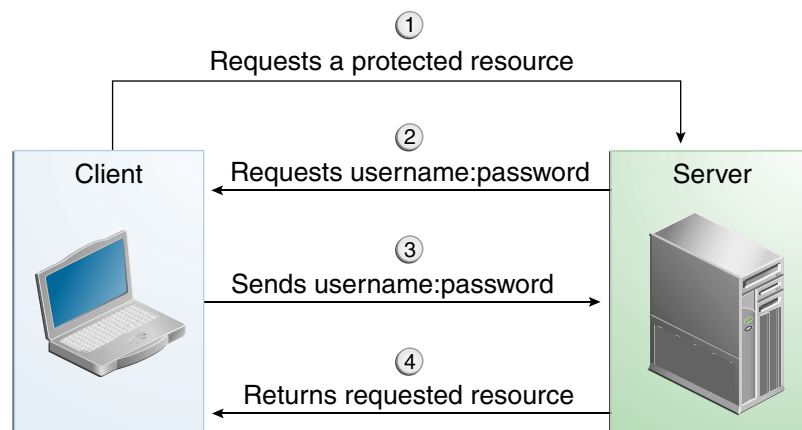 1
Requests a protected resource
2
Client
Requests username:password
Server
3
Sends username:password
4
Returns requested resource